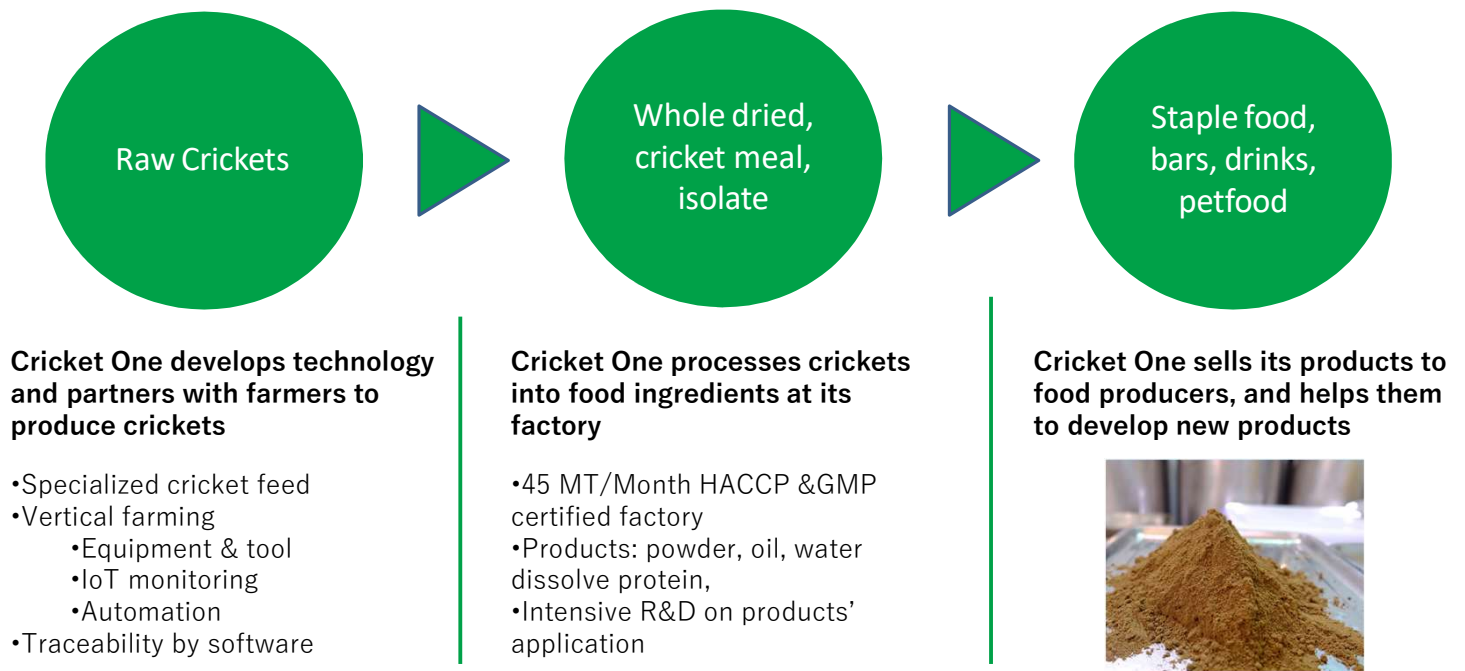 Raw Crickets
Whole dried,
cricket meal,
isolate
Staple food,
bars, drinks,
petfood
Cricket One develops technology
and partners with farmers to
produce crickets
•Specialized cricket feed
•Vertical farming
•Equipment & tool
•IoT monitoring
•Automation
•Traceability by software
Cricket One processes crickets
into food ingredients at its
factory
•45 MT/Month HACCP &GMP
certified factory
•Products: powder, oil, water
dissolve protein,
•Intensive R&D on products’
application
Cricket One sells its products to
food producers, and helps them
to develop new products